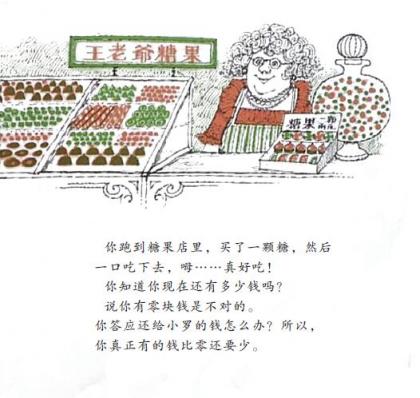 王老爷糖果
糖果
你跑到糖果店里，买了一颗糖，然后
一口吃下去，呣……真好吃！
你知道你现在还有多少钱吗？
说你有零块钱是不对的。
你答应还给小罗的钱怎么办？所以，
你真正有的钱比零还要少。